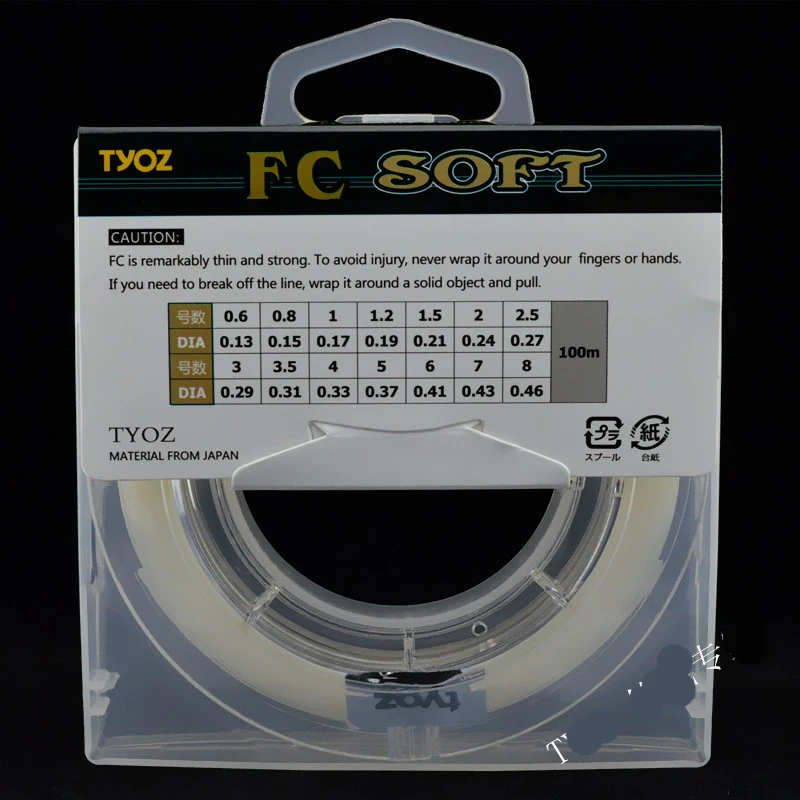 TYOZ FC SOFT
CAUTION:
FC is remarkably thin and strong. To avoid injury, never wrap it around your fingers or hands.
If you need to break off the line, wrap it around a solid object and pull.
号数 0.6 0.8 1 1.2 1.5 2 2.5
DIA 0.13 0.15 0.17 0.19 0.21 0.24 0.27
100m
号数 3 3.5 4 5 6 7 8
DIA 0.29 0.31 0.33 0.37 0.41 0.43 0.46
TYOZ
MATERIAL FROM JAPAN
プラ 紙
スプール 台紙
tyoz